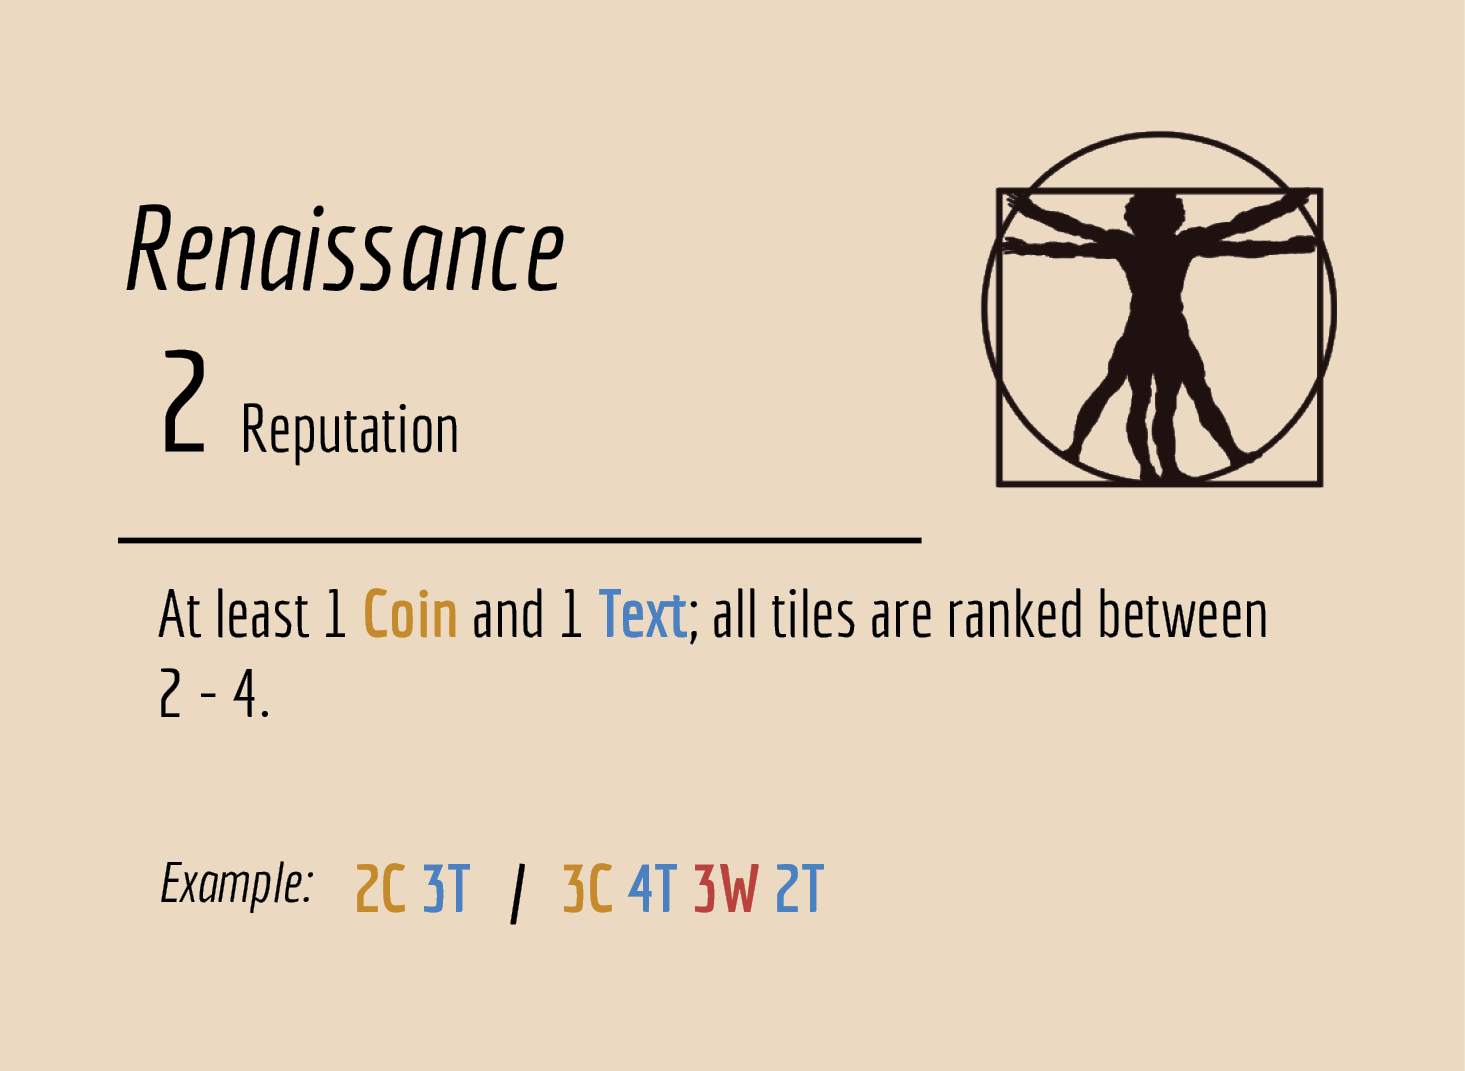 Renaissance
2 Reputation
At least 1 Coin and 1 Text; all tiles are ranked between
2 - 4.
Example: 2C 3T / 3C 4T 3W 2T